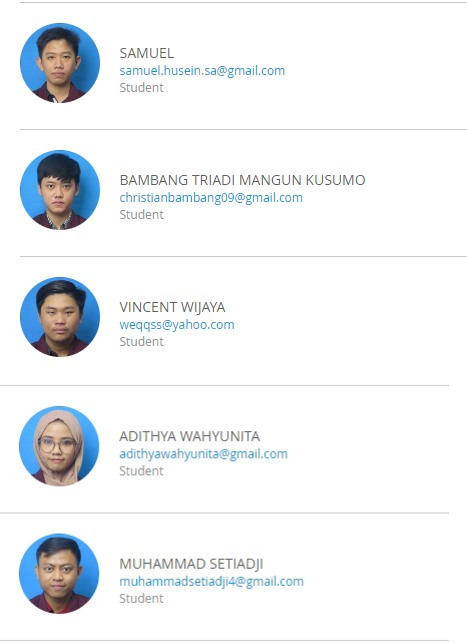 SAMUEL
samuel.husein.sa@gmail.com
Student
BAMBANG TRIADI MANGUN KUSUMO
christianbambang09@gmail.com
Student
VINCENT WIJAYA
weqqss@yahoo.com
Student
ADITHYA WAHYUNITA
adithyawahyunita@gmail.com
Student
MUHAMMAD SETIADJI
muhammadsetiadji4@gmail.com
Student